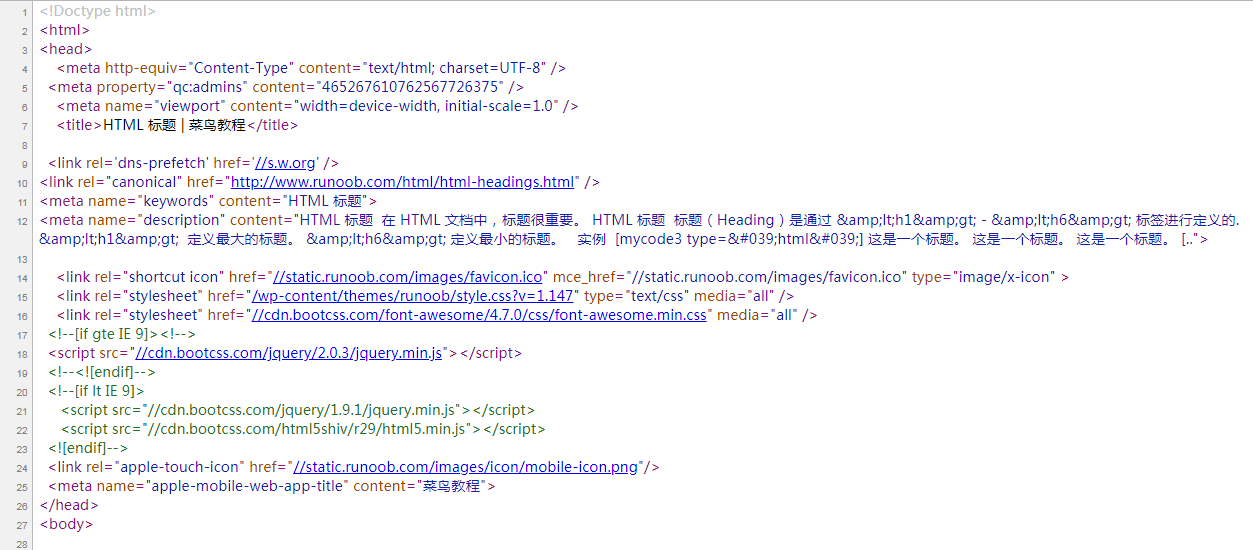 1 <!Doctype html>
2 <html>
3 <head>
4 <meta http-equiv="Content-Type" content="text/html; charset=UTF-8" />
5 <meta property="qc:admins" content="465267610762567726375" />
6 <meta name="viewport" content="width=device-width, initial-scale=1.0" />
7 <title>HTML 标题 | 菜鸟教程</title>
8
9 <link rel='dns-prefetch' href='//s.w.org' />
10 <link rel="canonical" href="http://www.runoob.com/html/html-headings.html" />
11 <meta name="keywords" content="HTML 标题">
12 <meta name="description" content="HTML 标题  在 HTML 文档中，标题很重要。 HTML 标题  标题（Heading）是通过 &amp;lt;h1&amp;gt; - &amp;lt;h6&amp;gt; 标签进行定义的.
&amp;lt;h1&amp;gt;  定义最大的标题。 &amp;lt;h6&amp;gt; 定义最小的标题。   实例  [mycode3 type=&#039;html&#039;] 这是一个标题。 这是一个标题。 这是一个标题。 [..">
13
14 <link rel="shortcut icon" href="//static.runoob.com/images/favicon.ico" mce_href="//static.runoob.com/images/favicon.ico" type="image/x-icon" >
15 <link rel="stylesheet" href="/wp-content/themes/runoob/style.css?v=1.147" type="text/css" media="all" />
16 <link rel="stylesheet" href="//cdn.bootcss.com/font-awesome/4.7.0/css/font-awesome.min.css" media="all" />
17 <!--[if gte IE 9]><!-->
18 <script src="//cdn.bootcss.com/jquery/2.0.3/jquery.min.js"></script>
19 <!--<![endif]-->
20 <!--[if lt IE 9]>
21 <script src="//cdn.bootcss.com/jquery/1.9.1/jquery.min.js"></script>
22 <script src="//cdn.bootcss.com/html5shiv/r29/html5.min.js"></script>
23 <![endif]-->
24 <link rel="apple-touch-icon" href="//static.runoob.com/images/icon/mobile-icon.png"/>
25 <meta name="apple-mobile-web-app-title" content="菜鸟教程">
26 </head>
27 <body>
28